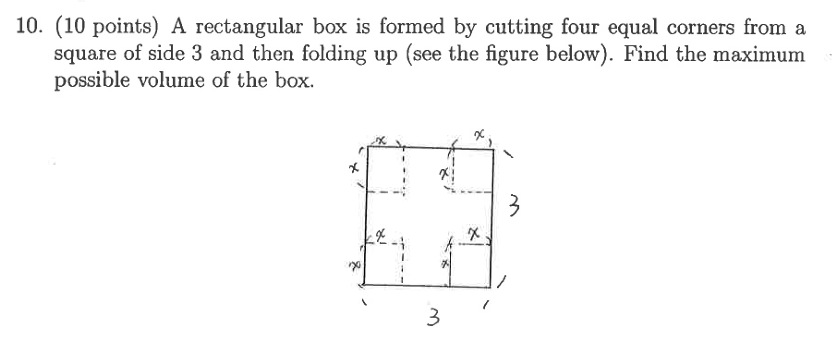 10. (10 points) A rectangular box is formed by cutting four equal corners from a
square of side 3 and then folding up (see the figure below). Find the maximum
possible volume of the box.
x x
x x
3
x x
x x
3